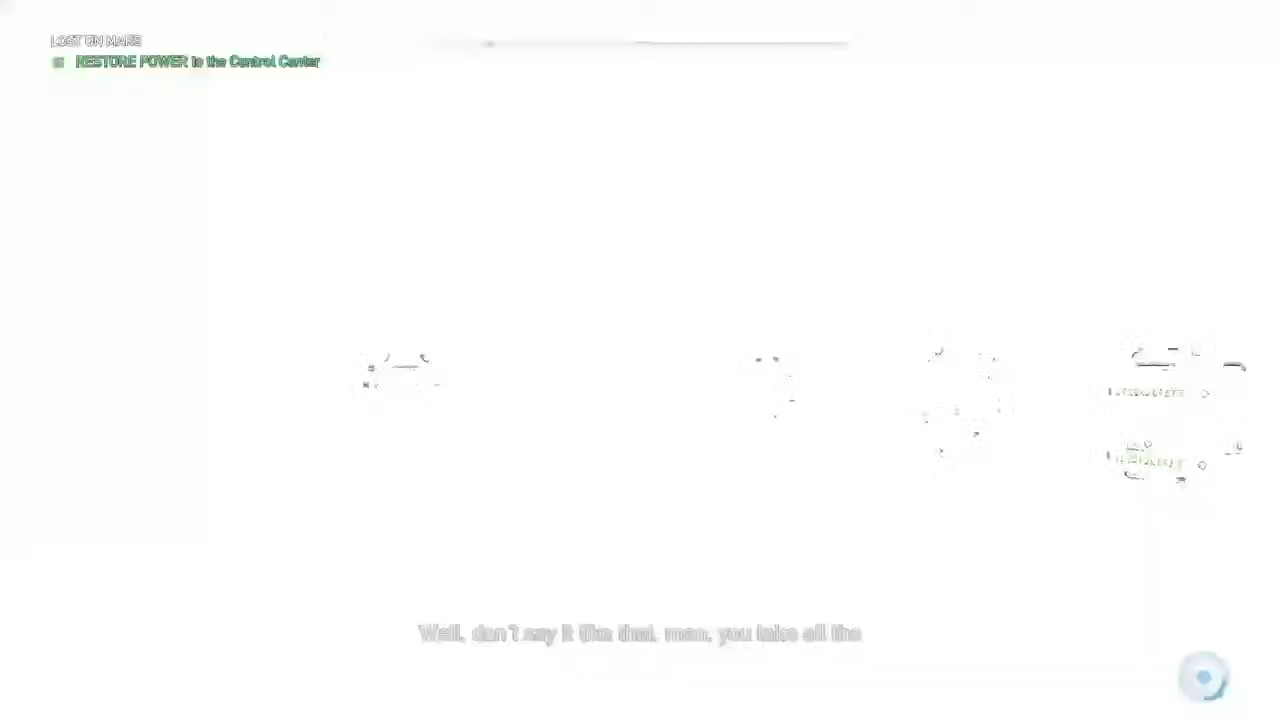 LOST ON MARS
RESTORE POWER to the Control Center
Well, don't say it like that, man, you take all the